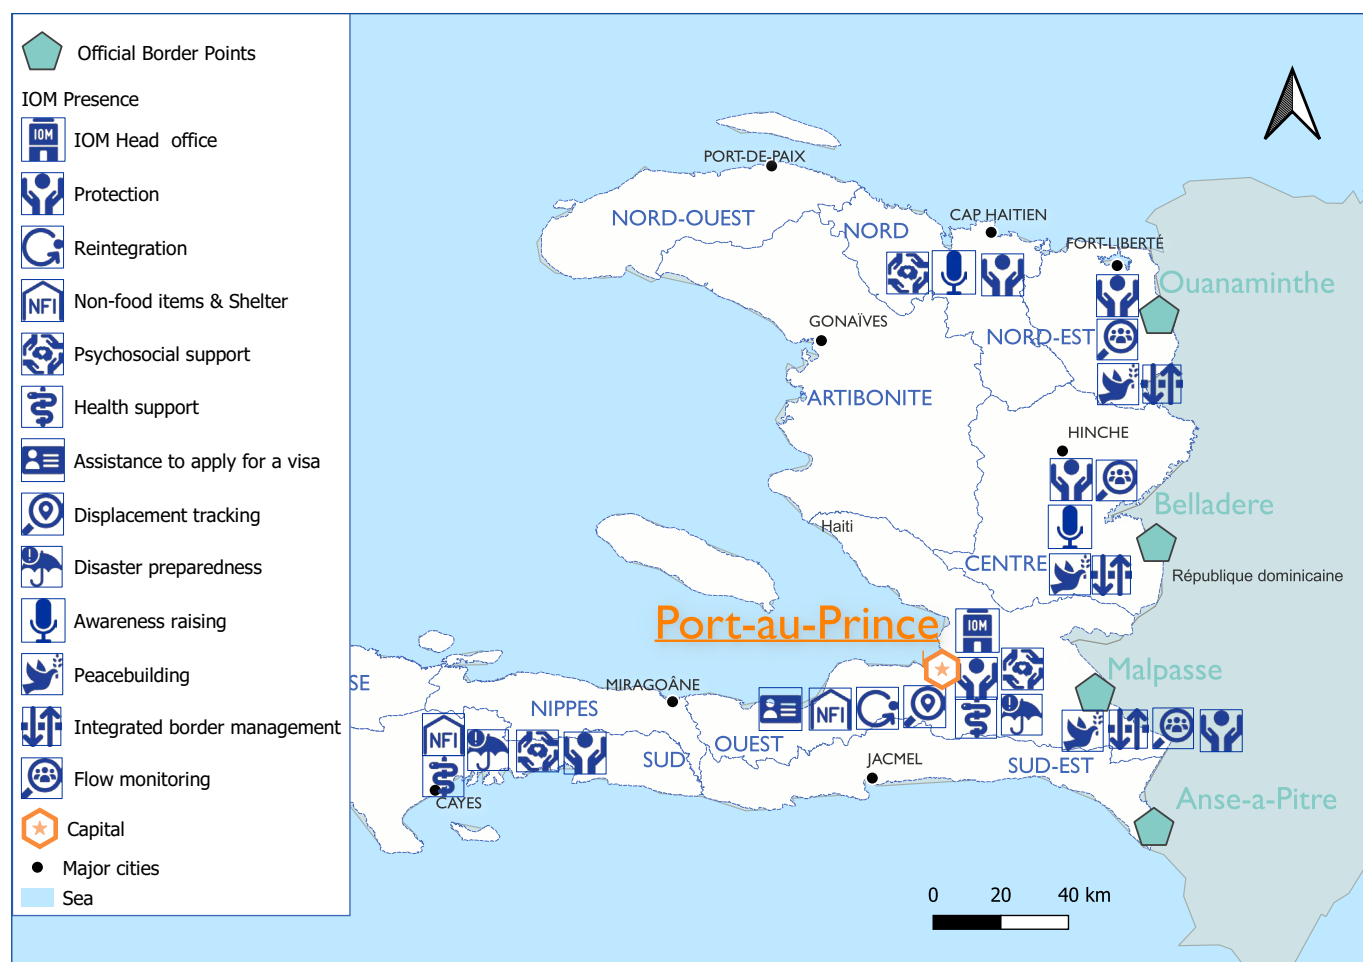 Official Border Points
IOM Presence
IOM
IOM Head office
Protection
Reintegration
NFI
Non-food items & Shelter
Psychosocial support
Health support
Assistance to apply for a visa
Displacement tracking
Disaster preparedness
Awareness raising
Peacebuilding
Integrated border management
Flow monitoring
Capital
Major cities
Sea
PORT-DE-PAIX
NORD-OUEST
NORD
CAP HAITIEN
FORT-LIBERTÉ
Ouanaminthe
GONAÏVES
NORD-EST
ARTIBONITE
HINCHE
Belladere
Haiti
CENTRE
République dominicaine
Port-au-Prince
IOM
Malpasse
SE
MIRAGOÂNE
NIPPES
NFI
NFI
OUEST
SUD
JACMEL
SUD-EST
CAYES
Anse-a-Pitre
0 20 40 km